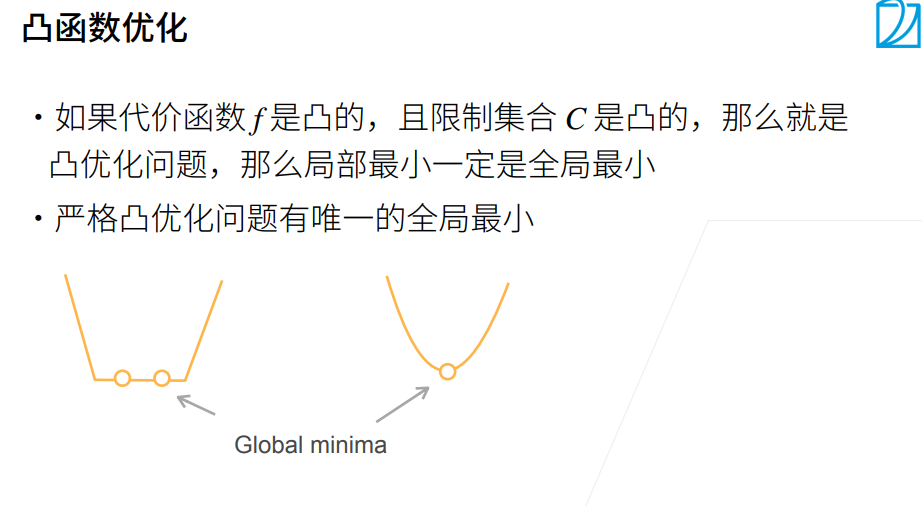 凸函数优化
• 如果代价函数 f 是凸的，且限制集合 C 是凸的，那么就是
凸优化问题，那么局部最小一定是全局最小
• 严格凸优化问题有唯一的全局最小
Global minima